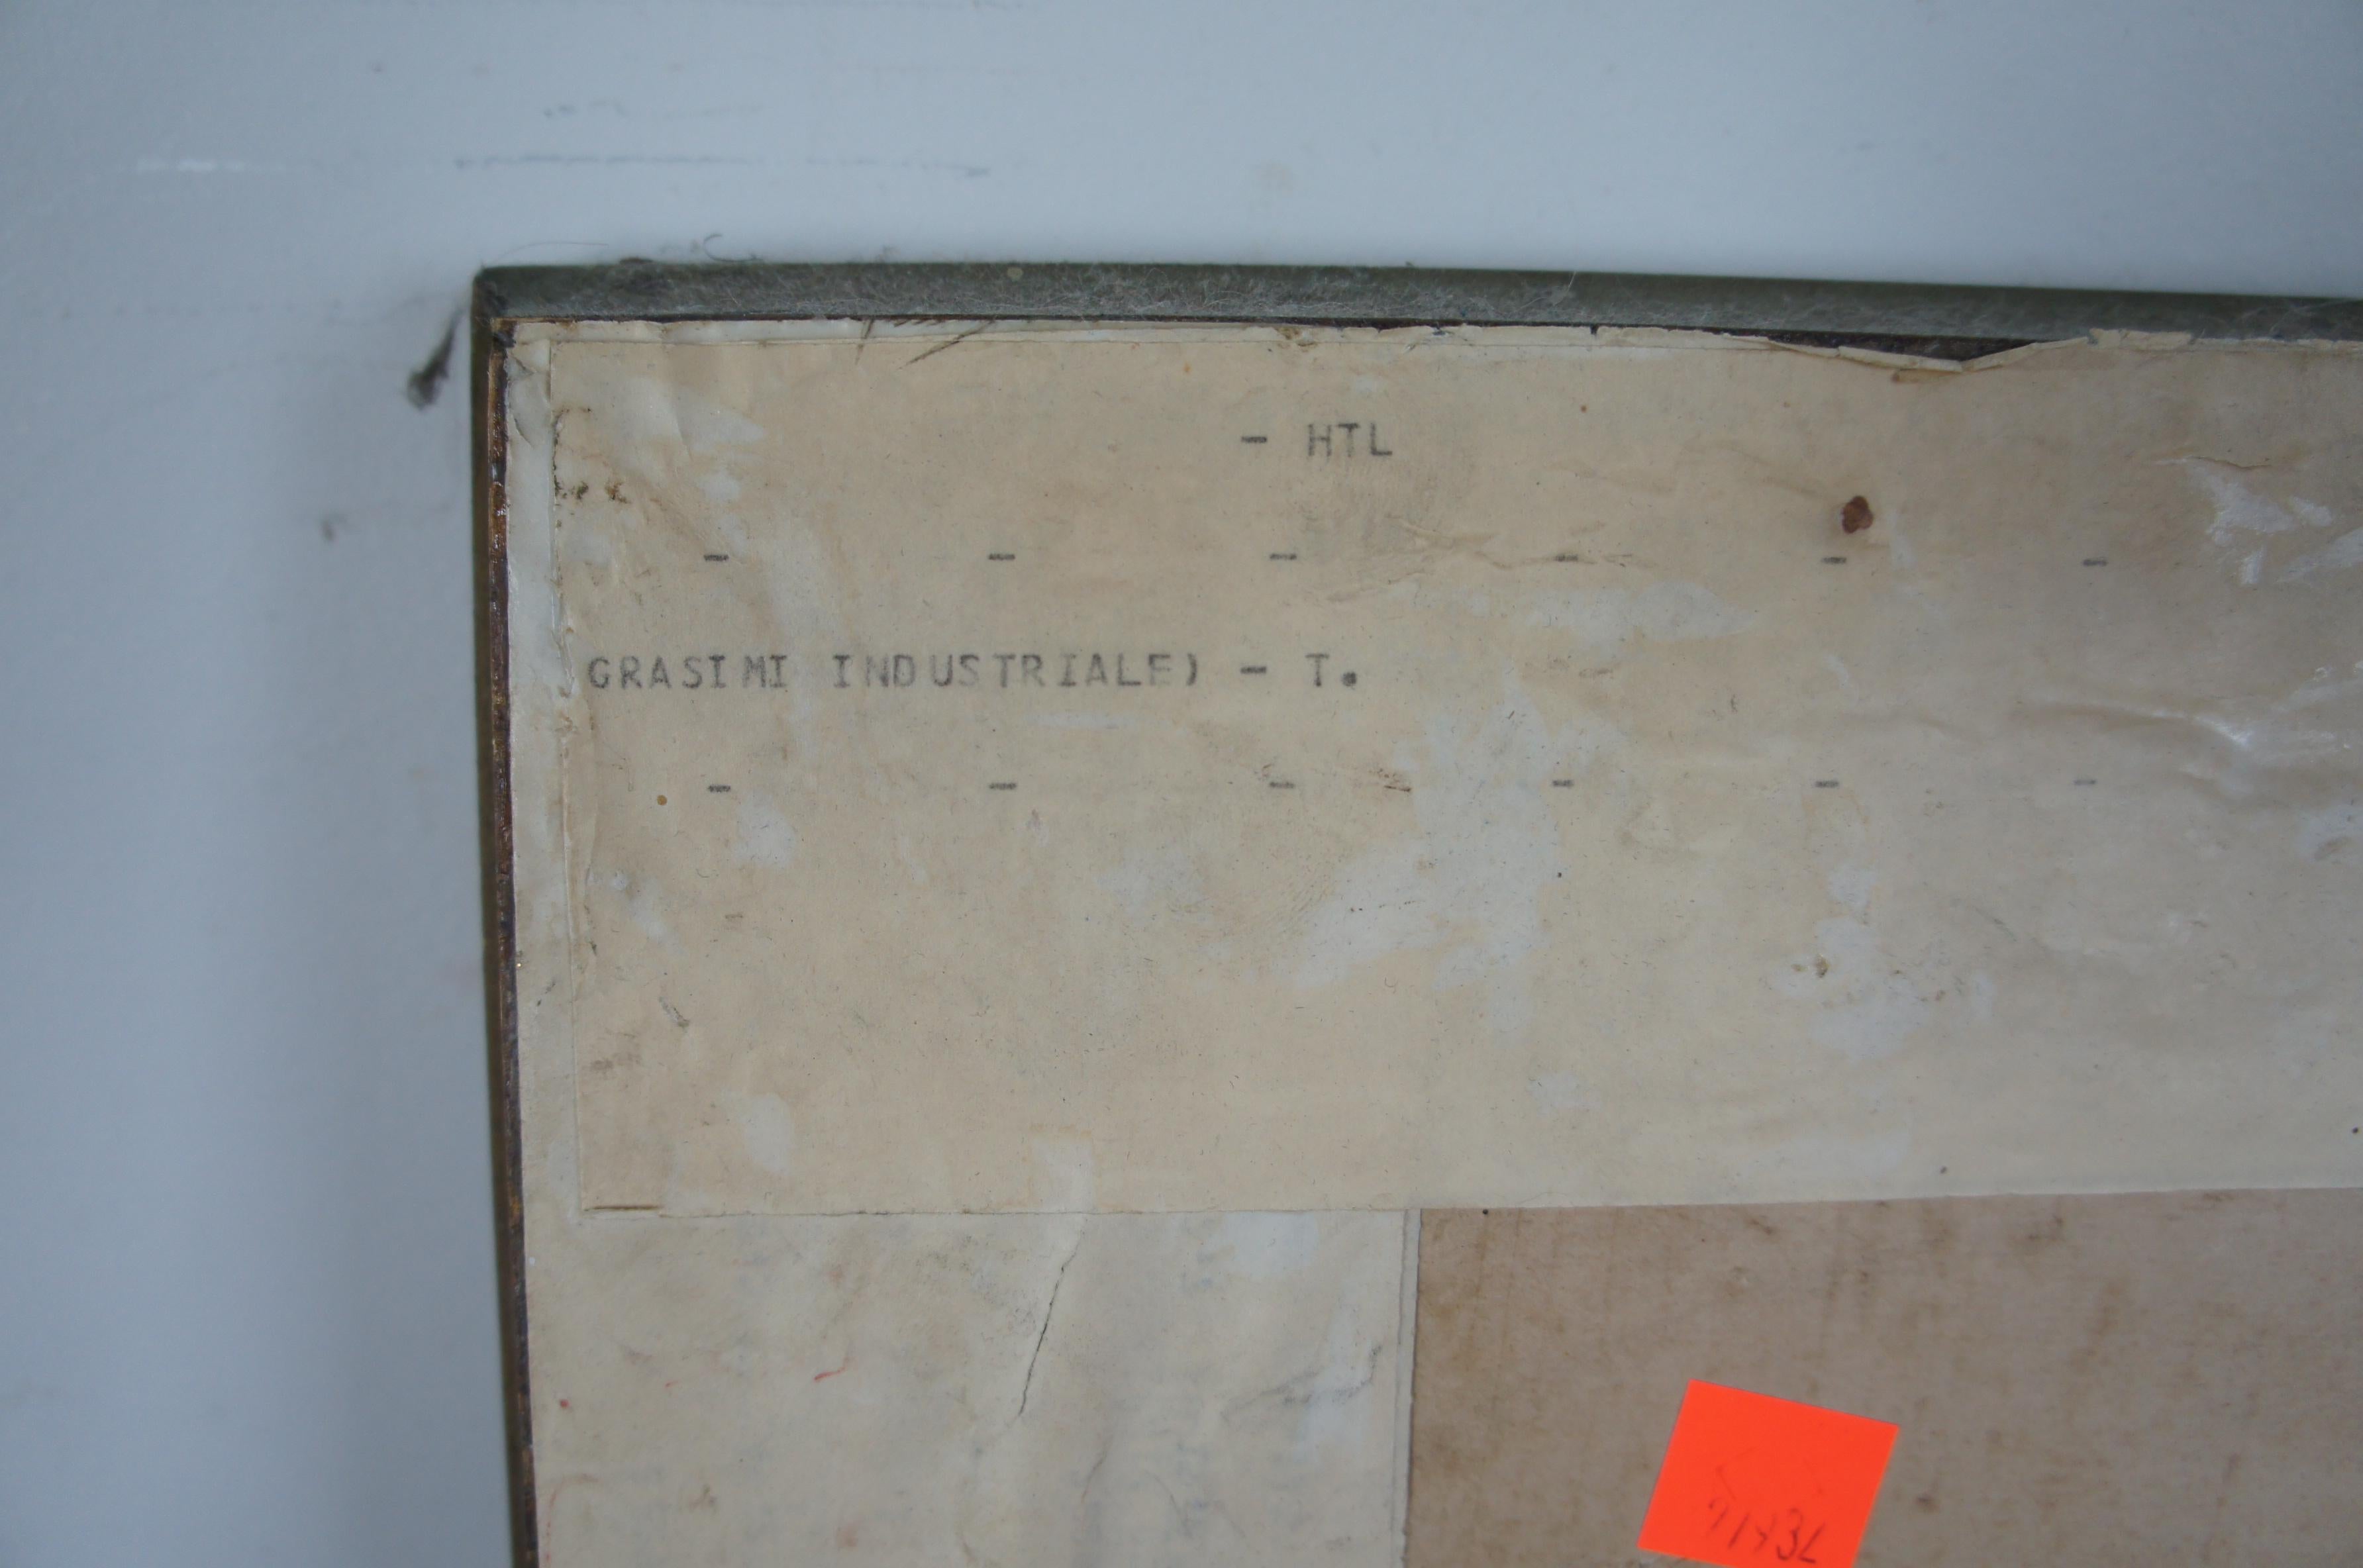 - HTL
- - - - - -
GRASIMI INDUSTRIALE) - T.
- - - - - -